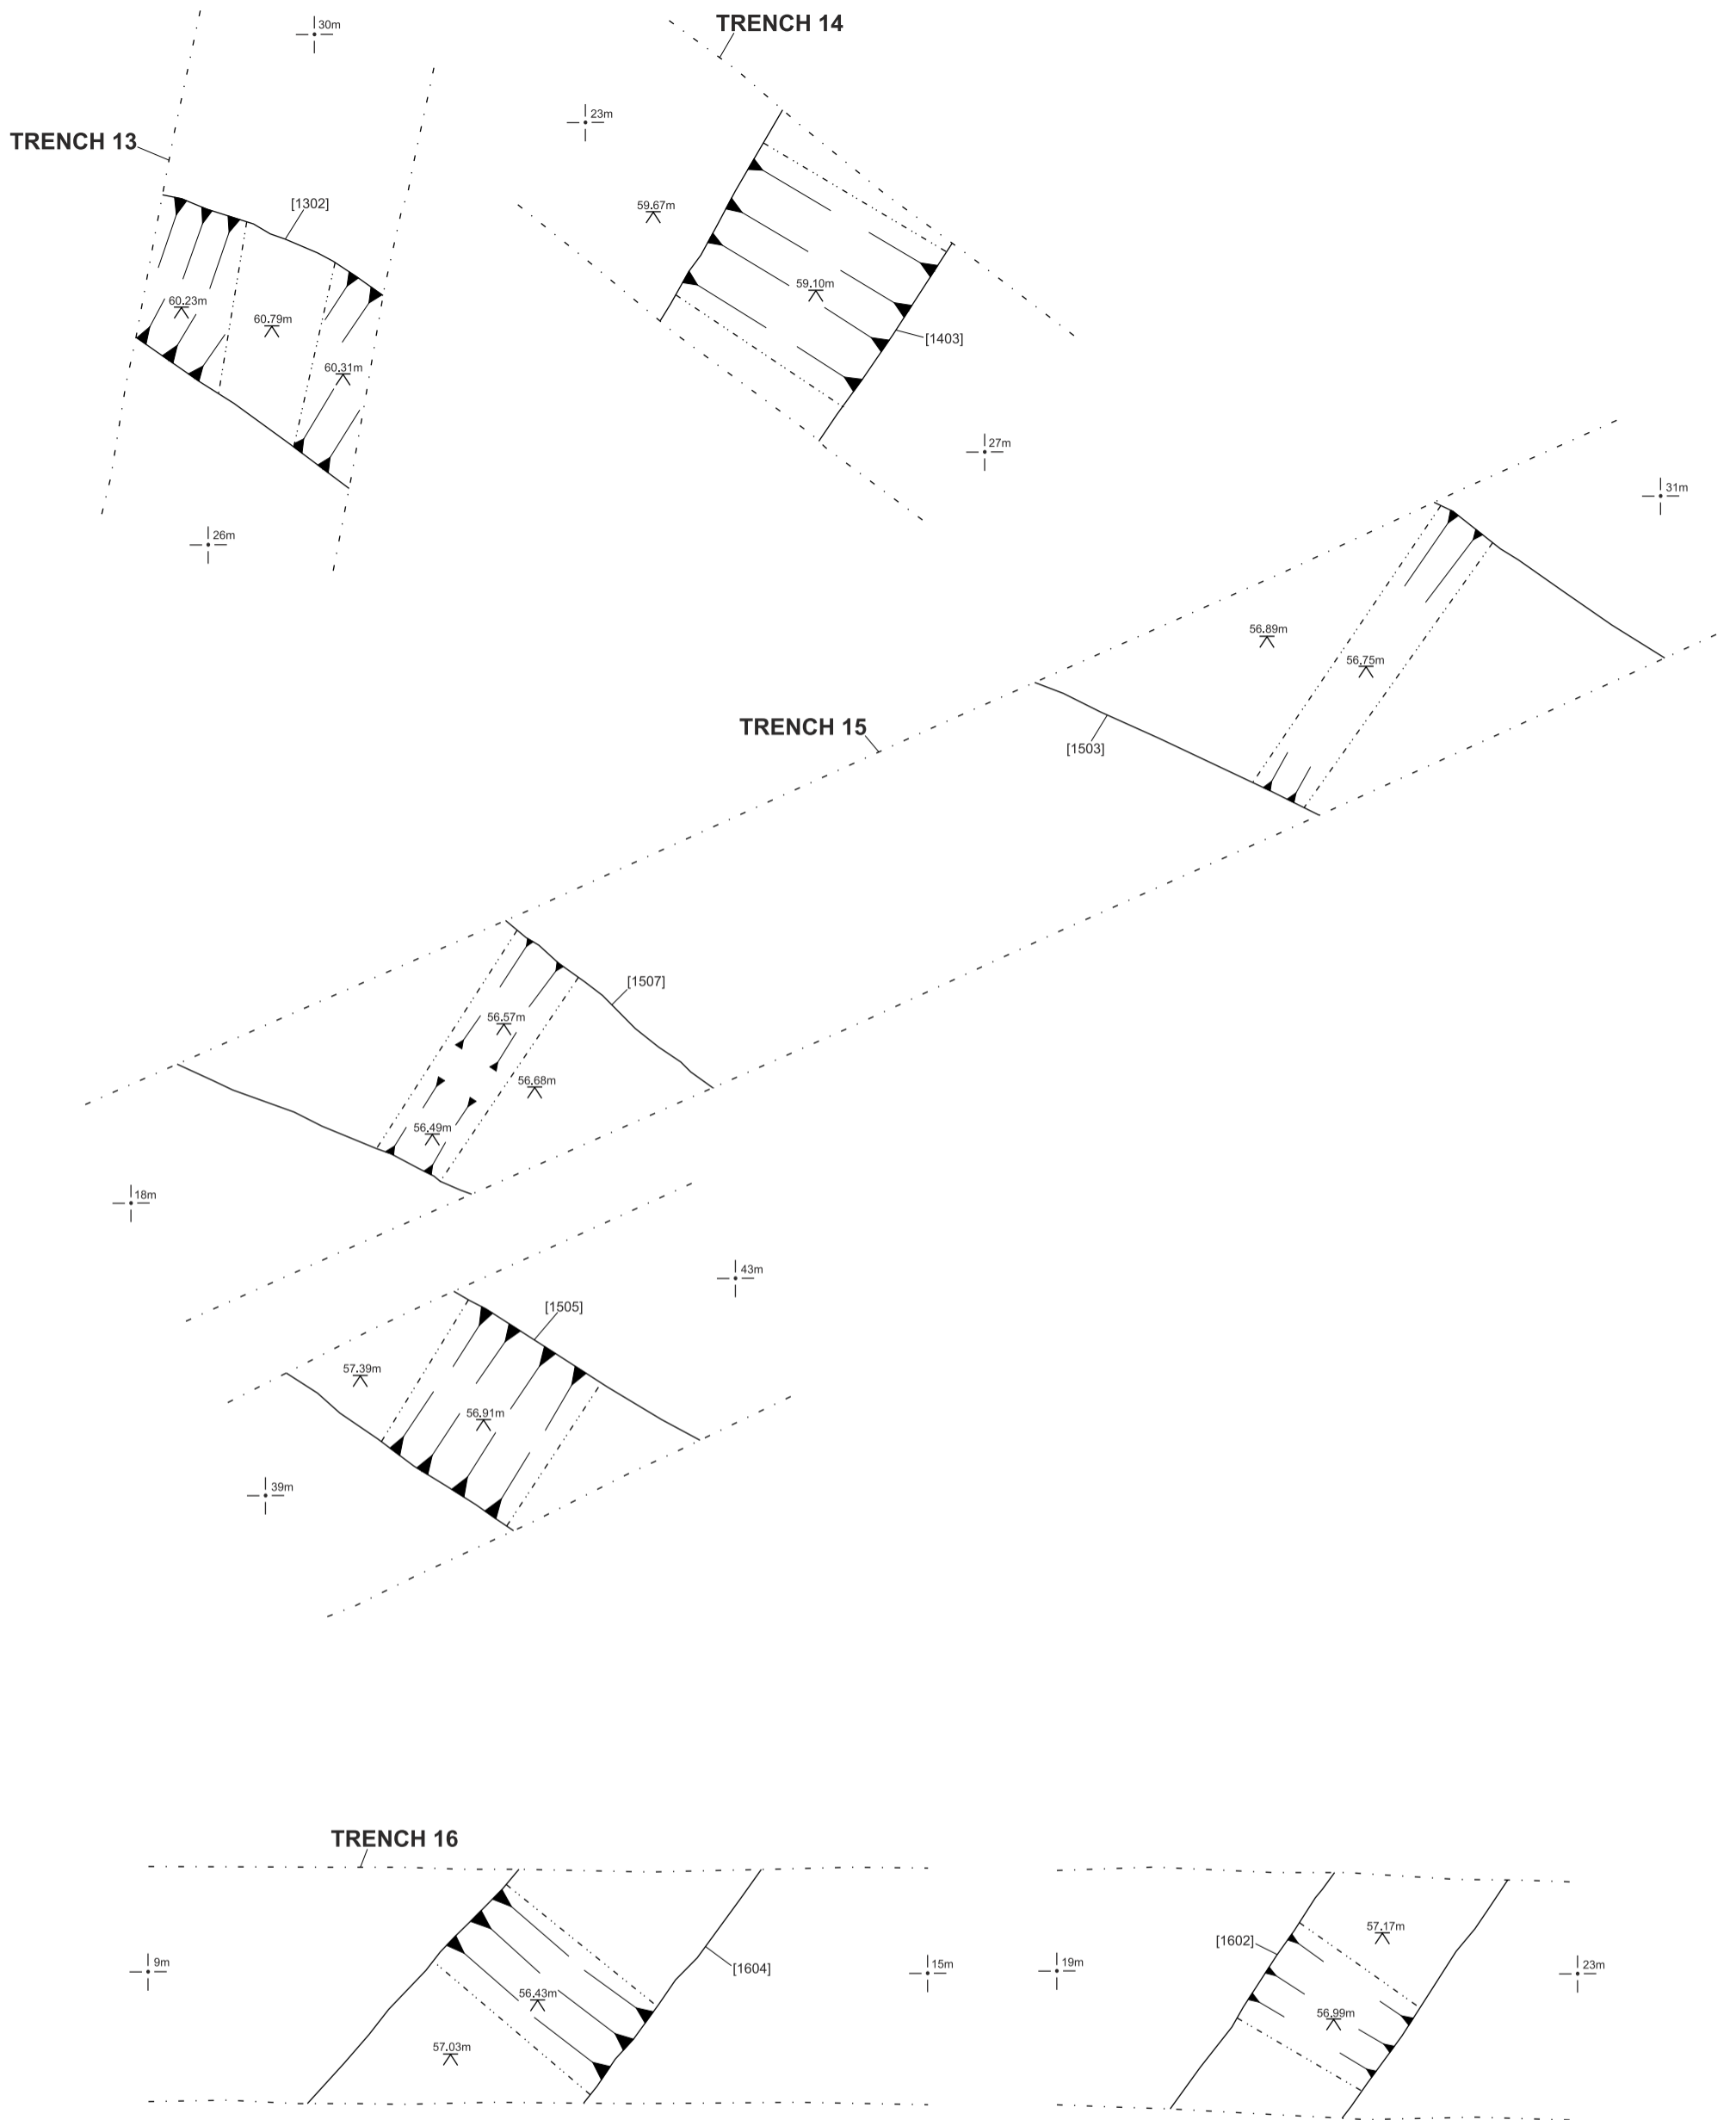 30m
TRENCH 13
[1302]
60.23m
60.79m
60.31m
26m
TRENCH 14
23m
59.67m
59.10m
[1403]
27m
31m
56.89m
56.75m
TRENCH 15
[1503]
[1507]
56.57m
56.68m
56.49m
18m
43m
[1505]
57.39m
56.91m
39m
TRENCH 16
9m
[1604]
15m
56.43m
57.03m
19m
[1602]
57.17m
23m
56.99m